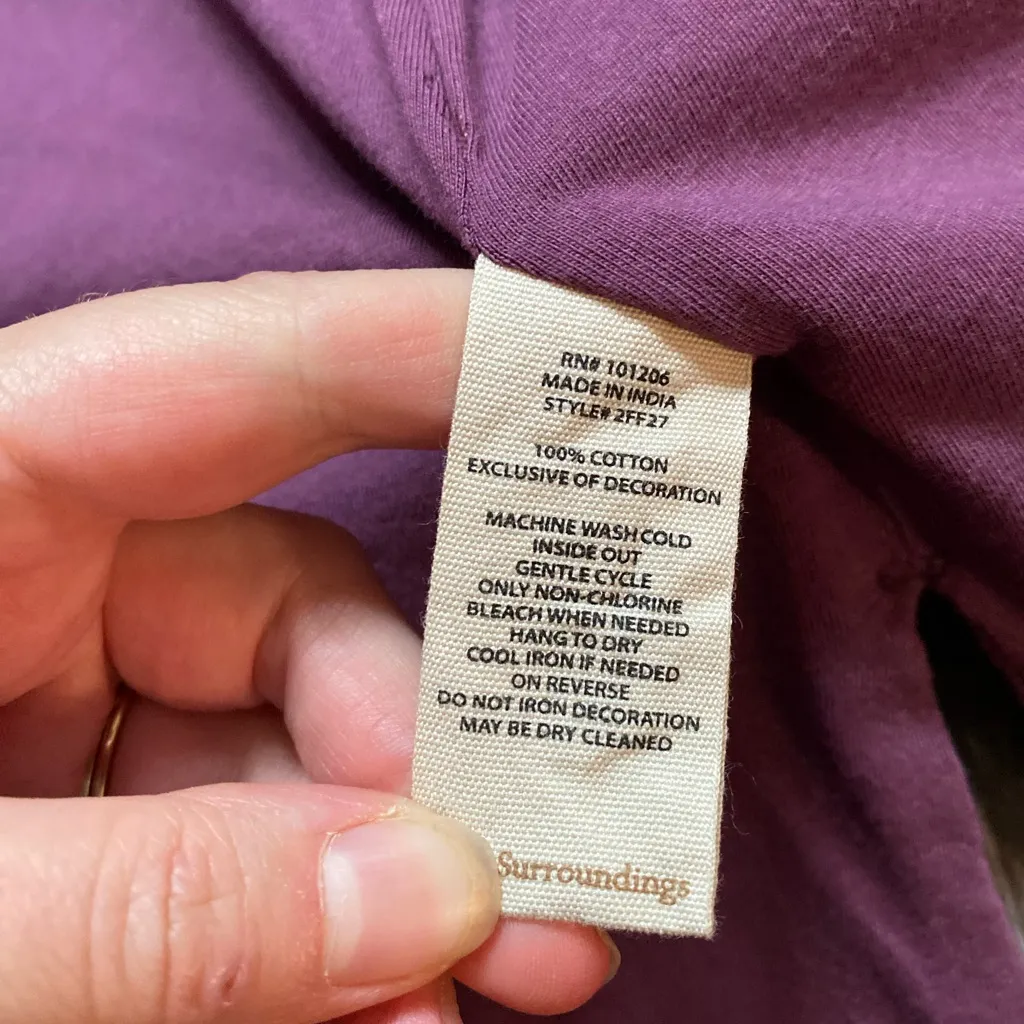 RN# 101206
MADE IN INDIA
STYLE# 2FF27
100% COTTON
EXCLUSIVE OF DECORATION
MACHINE WASH COLD
INSIDE OUT
GENTLE CYCLE
ONLY NON-CHLORINE
BLEACH WHEN NEEDED
HANG TO DRY
COOL IRON IF NEEDED
ON REVERSE
DO NOT IRON DECORATION
MAY BE DRY CLEANED
Surroundings